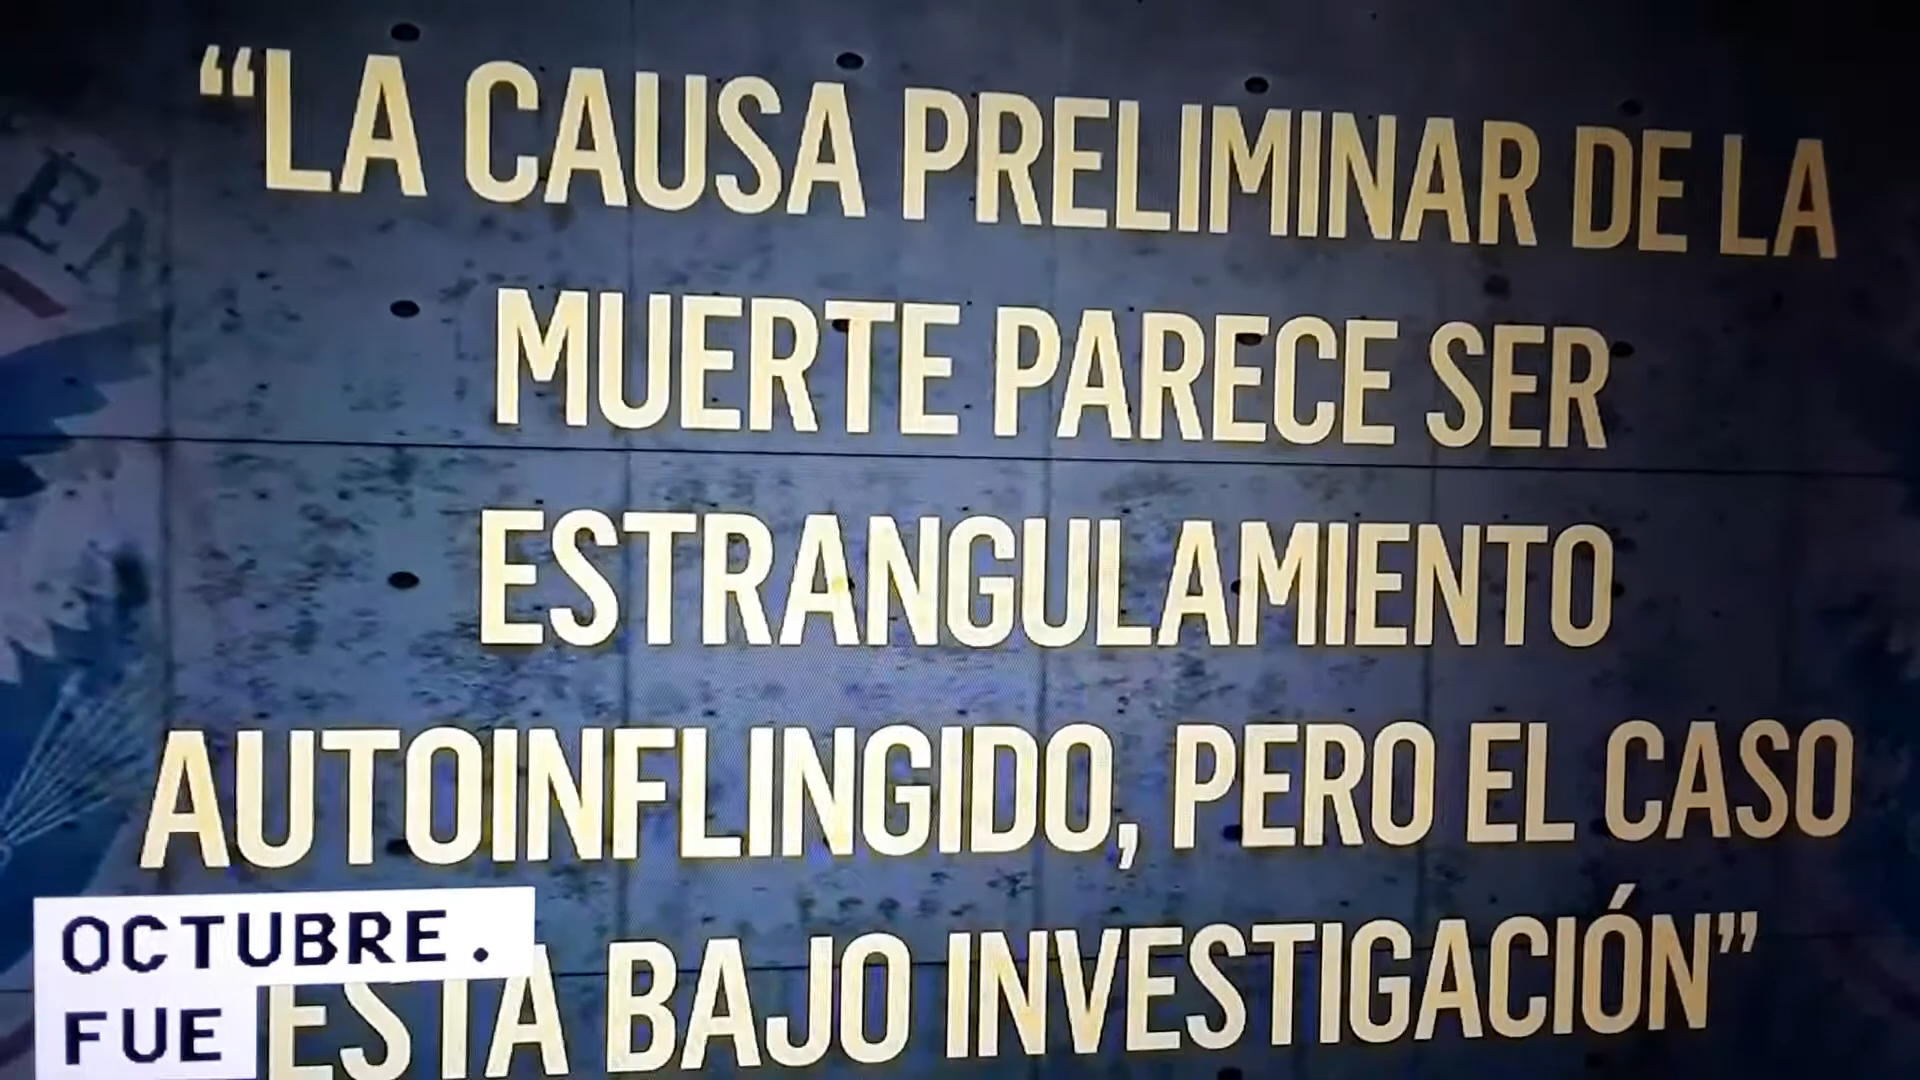 “LA CAUSA PRELIMINAR DE LA
MUERTE PARECE SER
ESTRANGULAMIENTO
AUTOINFLINGIDO, PERO EL CASO
ESTA BAJO INVESTIGACIÓN”
OCTUBRE.
FUE